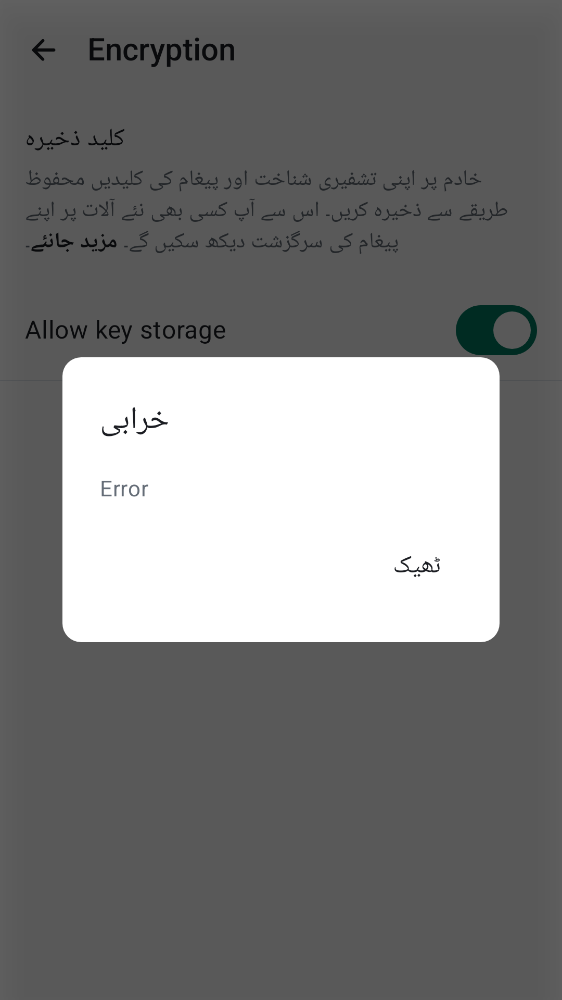 Encryption
کلید ذخیرہ
خادم پر اپنی تشفیری شناخت اور پیغام کی کلیدیں محفوظ
طریقے سے ذخیرہ کریں۔ اس سے آپ کسی بھی نئے آلات پر اپنے
پیغام کی سرگزشت دیکھ سکیں گے۔ مزید جانئے۔
Allow key storage
خرابی
Error
ٹھیک